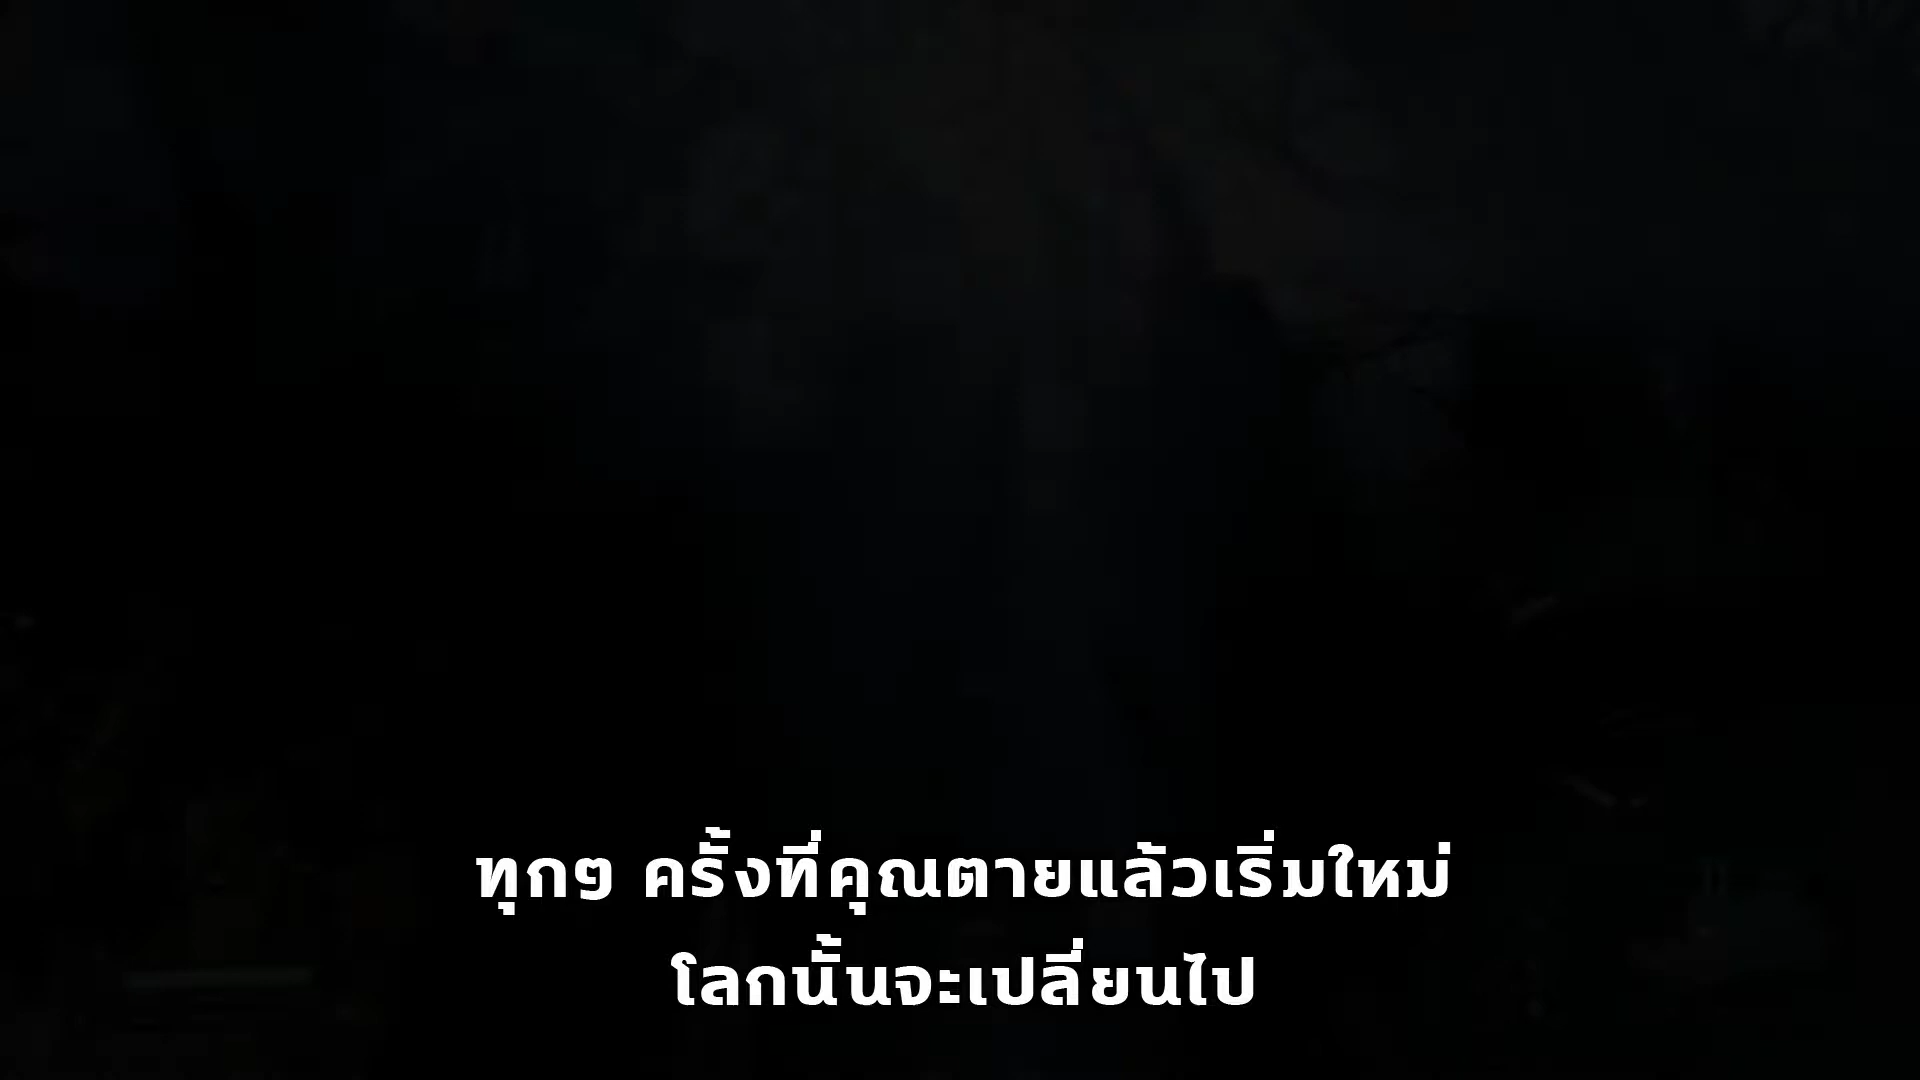 ทุกๆ ครั้งที่คุณตายแล้วเริ่มใหม่
โลกนั้นจะเปลี่ยนไป